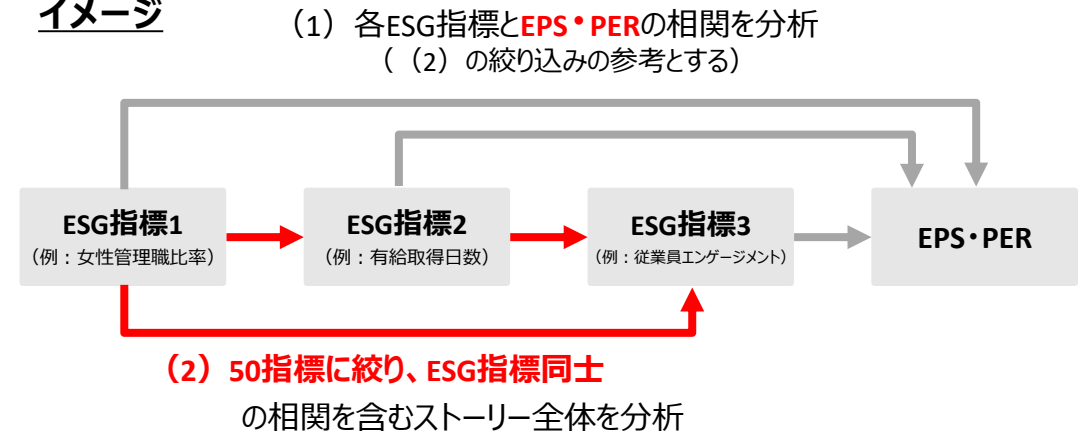 イメージ
（1）各ESG指標とEPS・PERの相関を分析
（（2）の絞り込みの参考とする）
ESG指標1
（例：女性管理職比率）
ESG指標2
（例：有給取得日数）
ESG指標3
（例：従業員エンゲージメント）
EPS・PER
（2）50指標に絞り、ESG指標同士
の相関を含むストーリー全体を分析